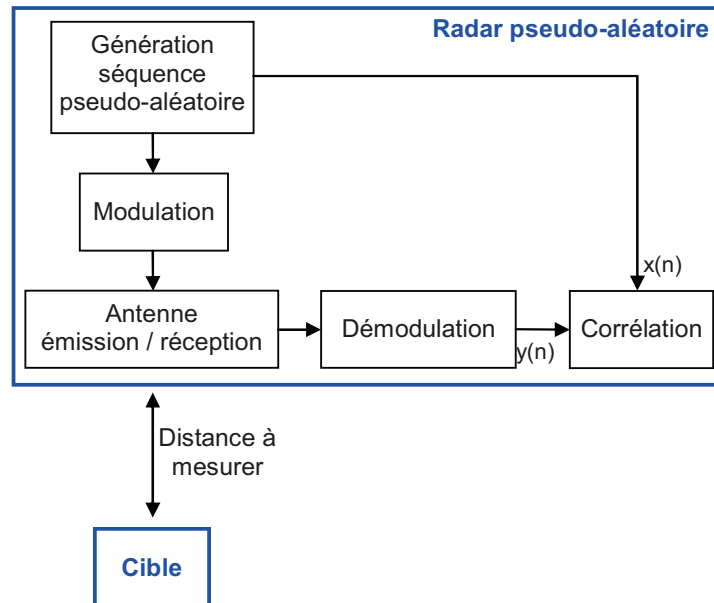 Radar pseudo-aléatoire
Génération
séquence
pseudo-aléatoire
Modulation
x(n)
Antenne
émission / réception
Démodulation
y(n)
Corrélation
Distance à
mesurer
Cible